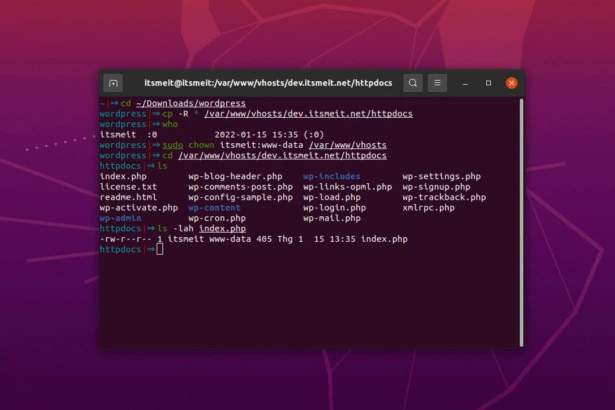 itsmeit@itsmeit:/var/www/vhosts/dev.itsmeit.net/httpdocs
~|⇒ cd ~/Downloads/wordpress
wordpress|⇒ cp -R * /var/www/vhosts/dev.itsmeit.net/httpdocs
wordpress|⇒ who
itsmeit :0 2022-01-15 15:35 (:0)
wordpress|⇒ sudo chown itsmeit:www-data /var/www/vhosts
wordpress|⇒ cd /var/www/vhosts/dev.itsmeit.net/httpdocs
httpdocs|⇒ ls
index.php wp-blog-header.php wp-includes wp-settings.php
license.txt wp-comments-post.php wp-links-opml.php wp-signup.php
readme.html wp-config-sample.php wp-load.php wp-trackback.php
wp-activate.php wp-content wp-login.php xmlrpc.php
wp-admin wp-cron.php wp-mail.php
httpdocs|⇒ ls -lah index.php
-rw-r--r-- 1 itsmeit www-data 405 Thg 1 15 13:35 index.php
httpdocs|⇒